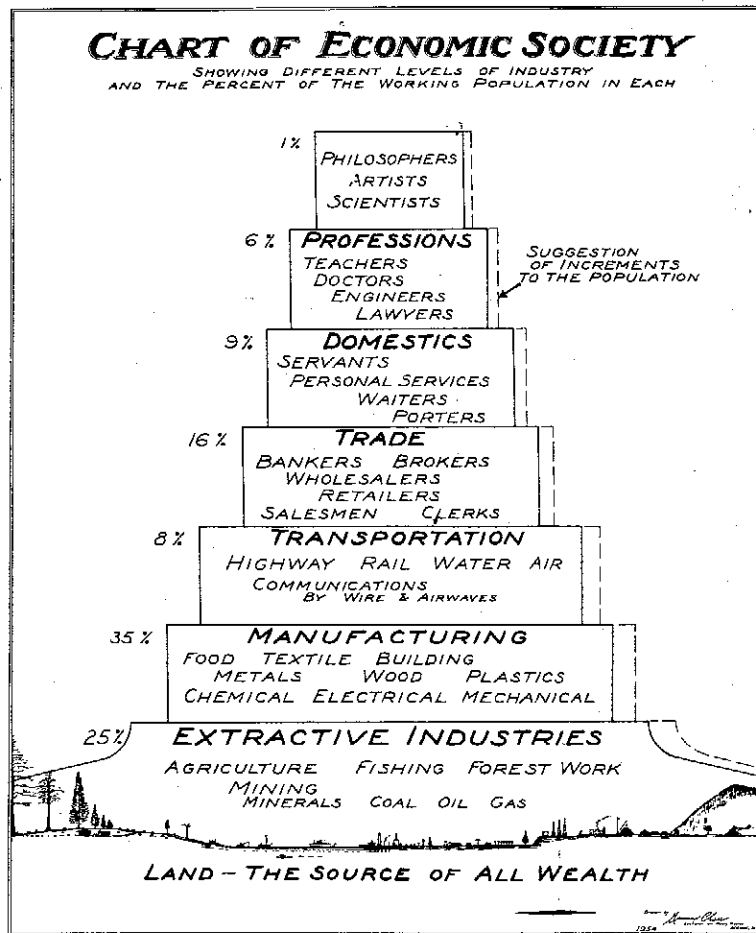 CHART OF ECONOMIC SOCIETY
SHOWING DIFFERENT LEVELS OF INDUSTRY
AND THE PERCENT OF THE WORKING POPULATION IN EACH
1%
PHILOSOPHERS
ARTISTS
SCIENTISTS
6% PROFESSIONS
TEACHERS
DOCTORS
ENGINEERS
LAWYERS
SUGGESTION
OF INCREMENTS
TO THE POPULATION
9% DOMESTICS
SERVANTS
PERSONAL SERVICES
WAITERS
PORTERS
16% TRADE
BANKERS BROKERS
WHOLESALERS
RETAILERS
SALESMEN CLERKS
8% TRANSPORTATION
HIGHWAY RAIL WATER AIR
COMMUNICATIONS
BY WIRE & AIRWAVES
35% MANUFACTURING
FOOD TEXTILE BUILDING
METALS WOOD PLASTICS
CHEMICAL ELECTRICAL MECHANICAL
25% EXTRACTIVE INDUSTRIES
AGRICULTURE FISHING FOREST WORK
MINING
MINERALS COAL OIL GAS
LAND - THE SOURCE OF ALL WEALTH
1954